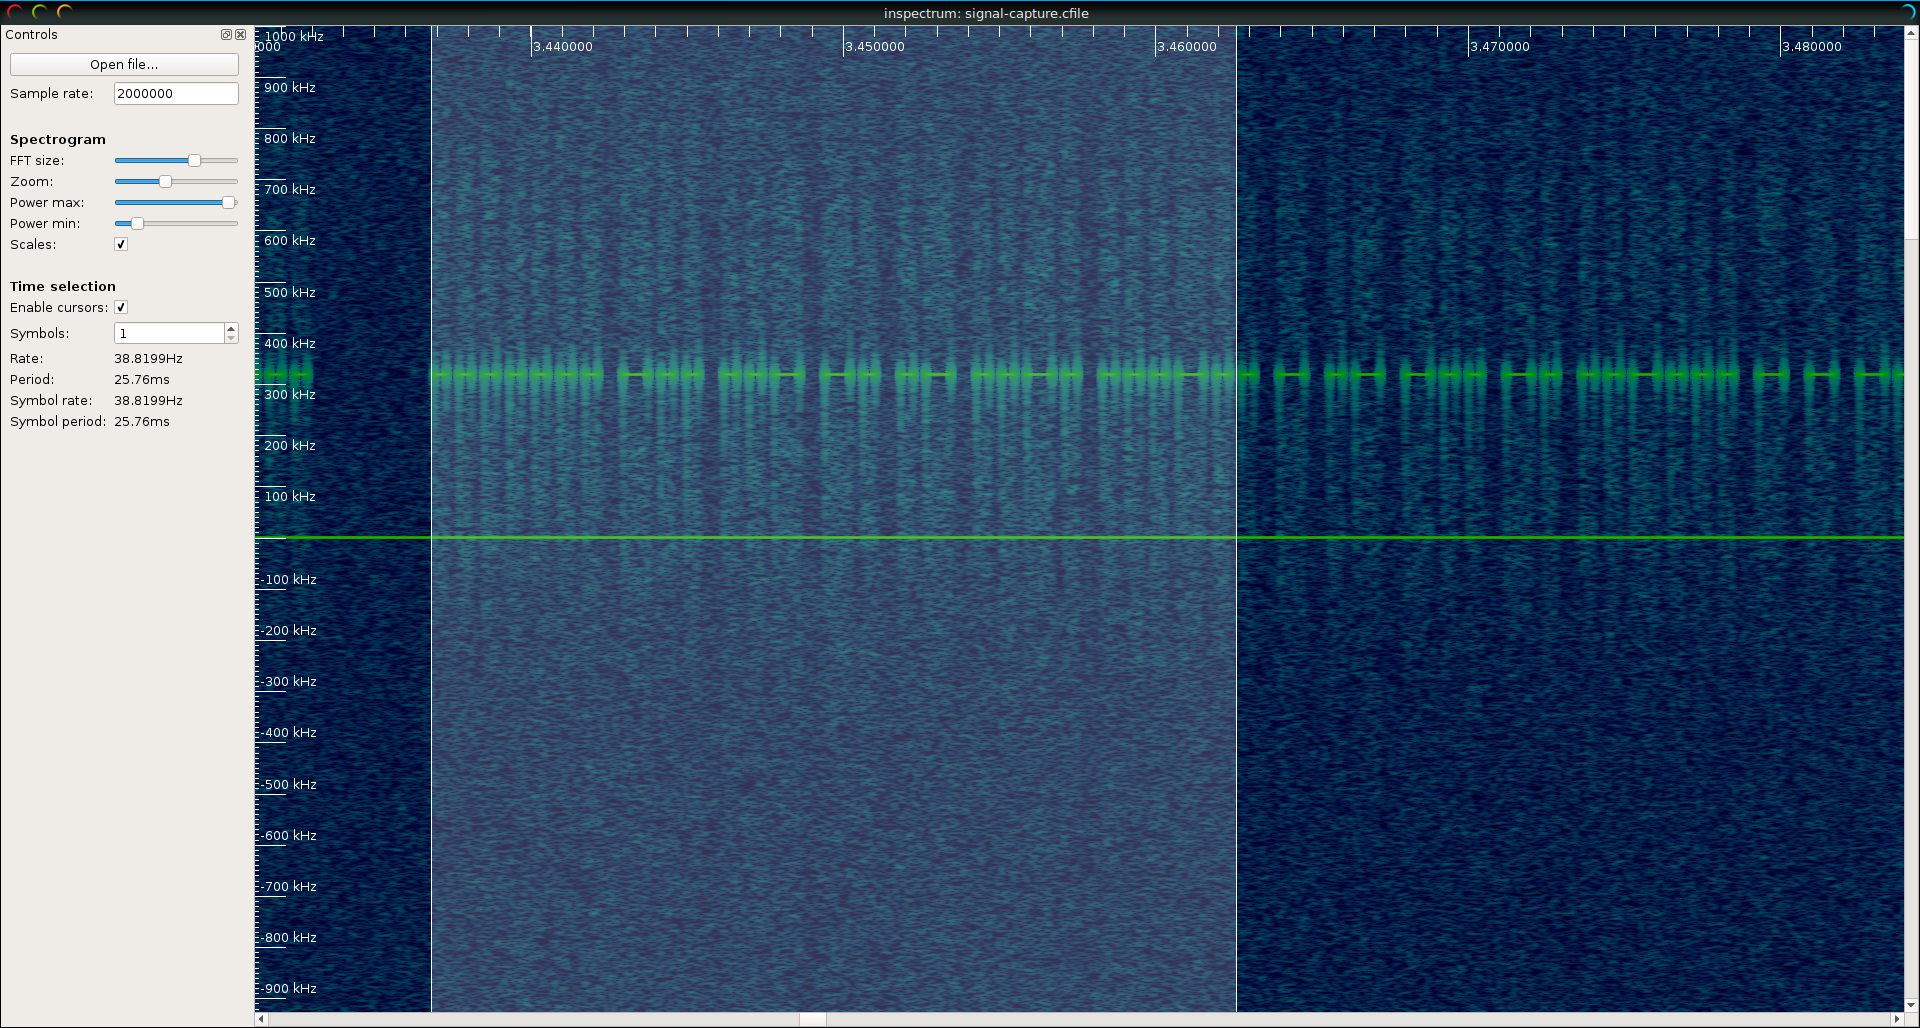 inspectrum: signal-capture.cfile
Controls
Open file...
Sample rate: 2000000
Spectrogram
FFT size:
Zoom:
Power max:
Power min:
Scales:
Time selection
Enable cursors:
Symbols: 1
Rate: 38.8199Hz
Period: 25.76ms
Symbol rate: 38.8199Hz
Symbol period: 25.76ms
000 3.440000 3.450000 3.460000 3.470000 3.480000
1000 kHz
900 kHz
800 kHz
700 kHz
600 kHz
500 kHz
400 kHz
300 kHz
200 kHz
100 kHz
-100 kHz
-200 kHz
-300 kHz
-400 kHz
-500 kHz
-600 kHz
-700 kHz
-800 kHz
-900 kHz